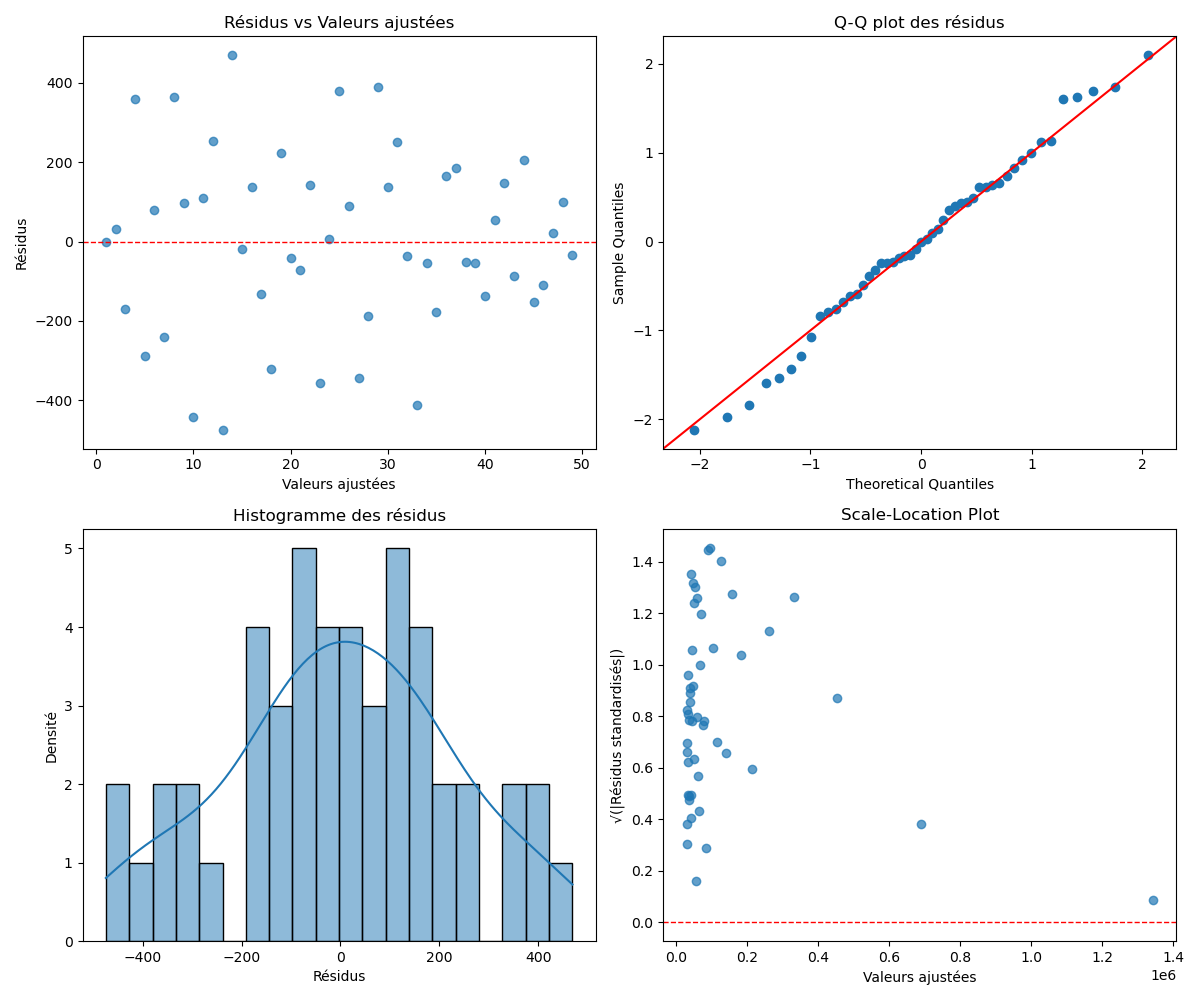 Résidus vs Valeurs ajustées
Résidus
400
200
0
−200
−400
0 10 20 30 40 50
Valeurs ajustées
Q-Q plot des résidus
Sample Quantiles
2
1
0
−1
−2
−2 −1 0 1 2
Theoretical Quantiles
Histogramme des résidus
Densité
5
4
3
2
1
0
−400 −200 0 200 400
Résidus
Scale-Location Plot
√(|Résidus standardisés|)
1.4
1.2
1.0
0.8
0.6
0.4
0.2
0.0
0.0 0.2 0.4 0.6 0.8 1.0 1.2 1.4
1e6
Valeurs ajustées